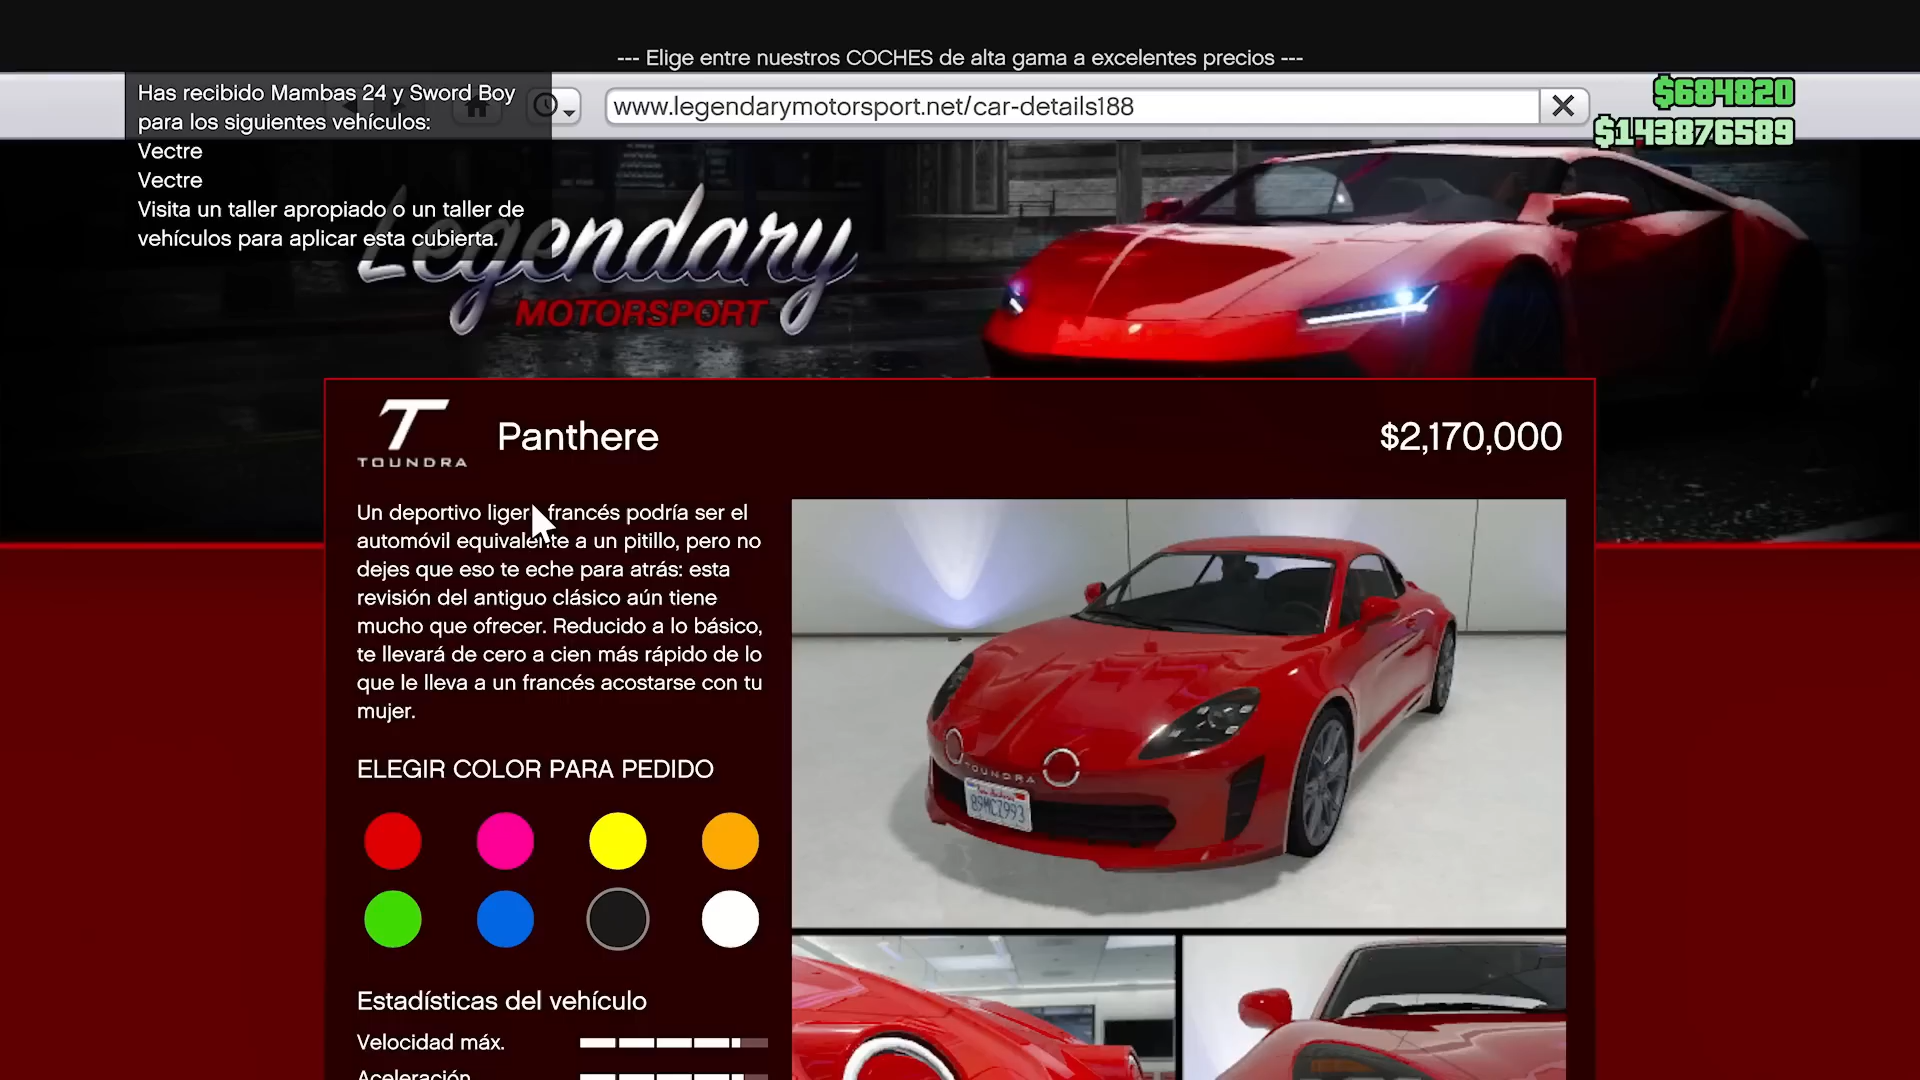 --- Elige entre nuestros COCHES de alta gama a excelentes precios ---
Has recibido Mambas 24 y Sword Boy
para los siguientes vehículos:
Vectre
Vectre
Visita un taller apropiado o un taller de
vehículos para aplicar esta cubierta.
www.legendarymotorsport.net/car-details188
$684820
$143876589
Legendary
MOTORSPORT
TOUNDRA
Panthere
$2,170,000
Un deportivo liger francés podría ser el
automóvil equivalente a un pitillo, pero no
dejes que eso te eche para atrás: esta
revisión del antiguo clásico aún tiene
mucho que ofrecer. Reducido a lo básico,
te llevará de cero a cien más rápido de lo
que le lleva a un francés acostarse con tu
mujer.
TOUNDRA
89MCZ993
ELEGIR COLOR PARA PEDIDO
Estadísticas del vehículo
Velocidad máx.
Aceleración